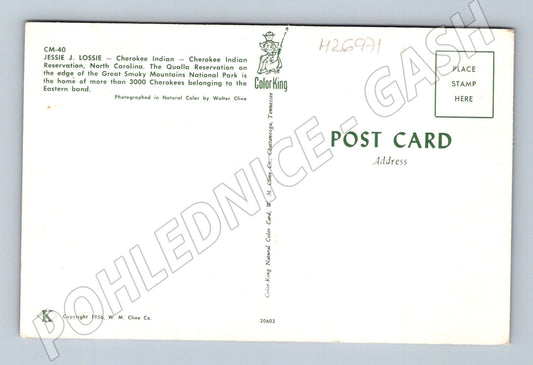 CM-40
JESSIE J. LOSSIE — Cherokee Indian — Cherokee Indian
Reservation, North Carolina. The Qualla Reservation on
the edge of the Great Smoky Mountains National Park is
the home of more than 3000 Cherokees belonging to the
Eastern band.
Photographed in Natural Color by Walter Cline
Color King
H26971
PLACE
STAMP
HERE
POST CARD
Address
Color-King Natural Color Card, W. M. Cline Co., Chattanooga, Tennessee
K
Copyright 1956, W. M. Cline Co.
20603
POHLEDNICE - GASH